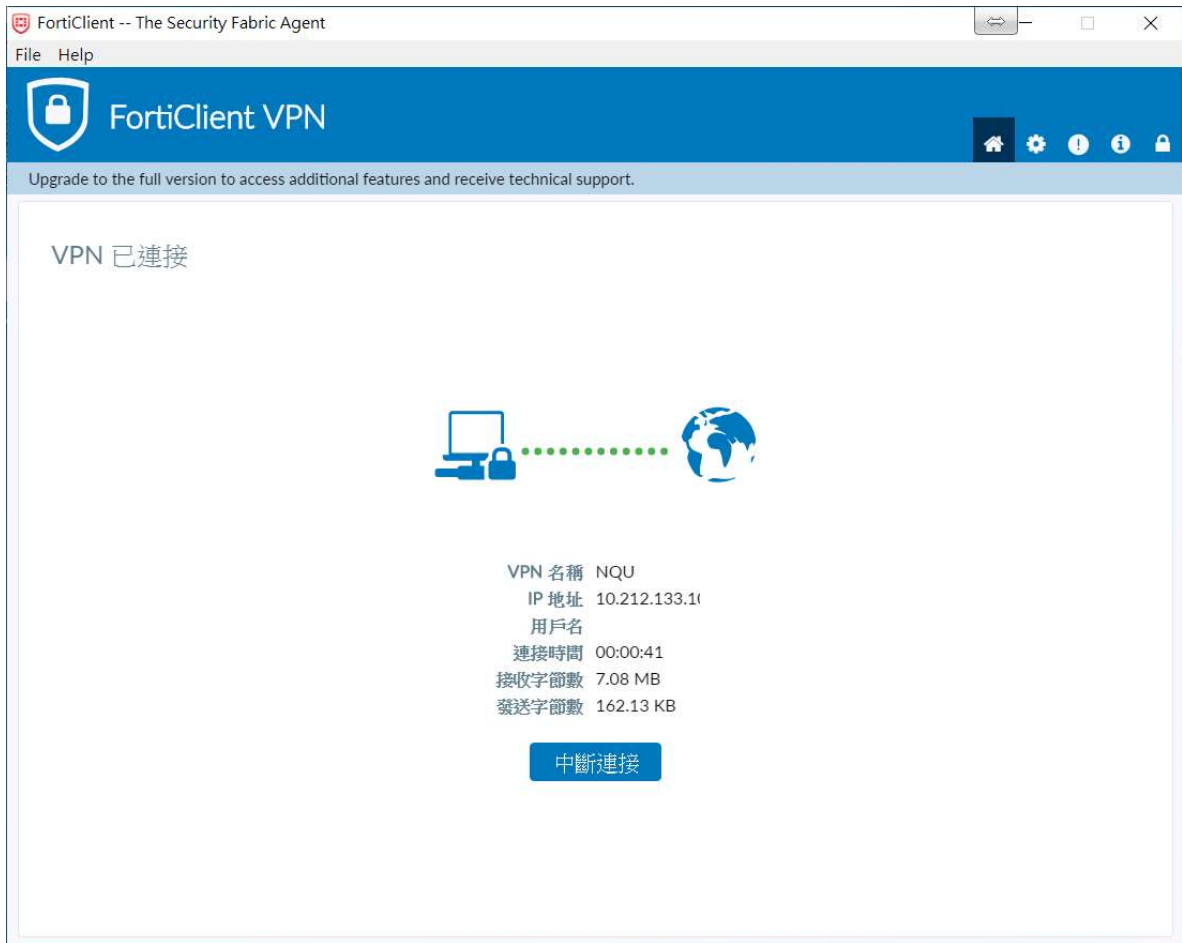 FortiClient -- The Security Fabric Agent
File Help
FortiClient VPN
Upgrade to the full version to access additional features and receive technical support.
VPN 已連接
VPN 名稱 NQU
IP 地址
用戶名
連接時間 00:00:41
接收字節數 7.08 MB
發送字節數 162.13 KB
中斷連接